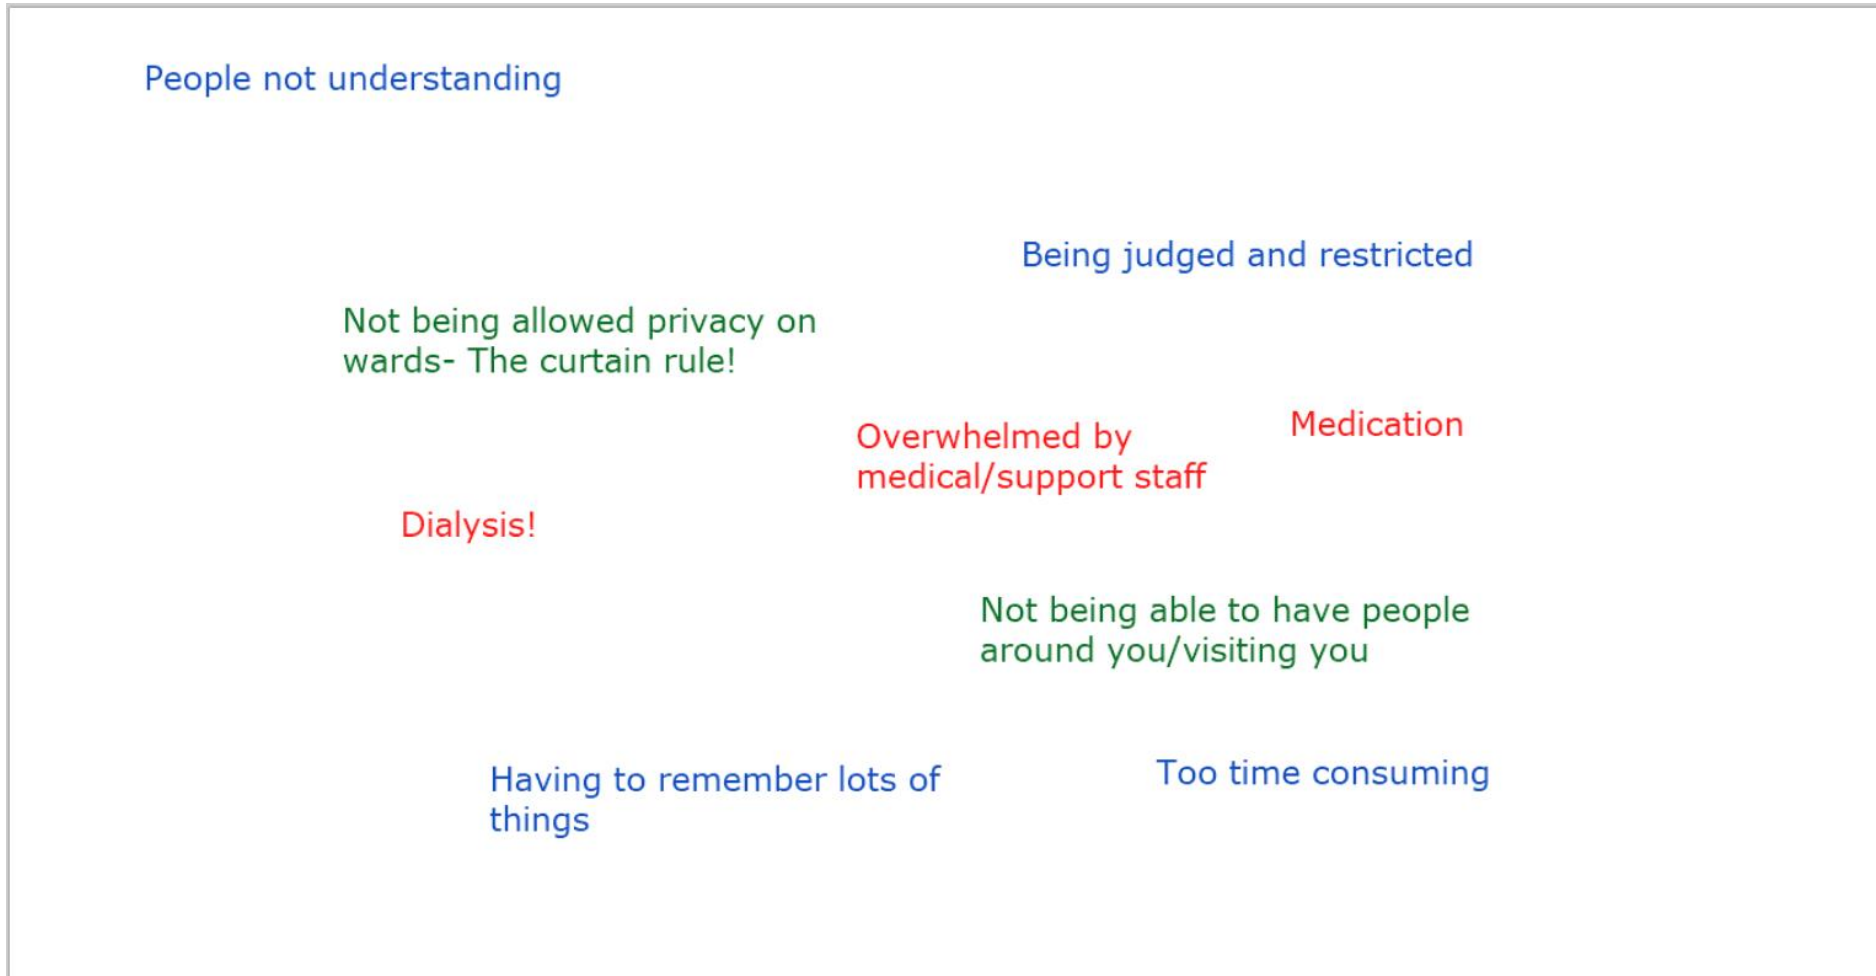 People not understanding
Being judged and restricted
Not being allowed privacy on
wards- The curtain rule!
Overwhelmed by
medical/support staff
Medication
Dialysis!
Not being able to have people
around you/visiting you
Having to remember lots of
things
Too time consuming